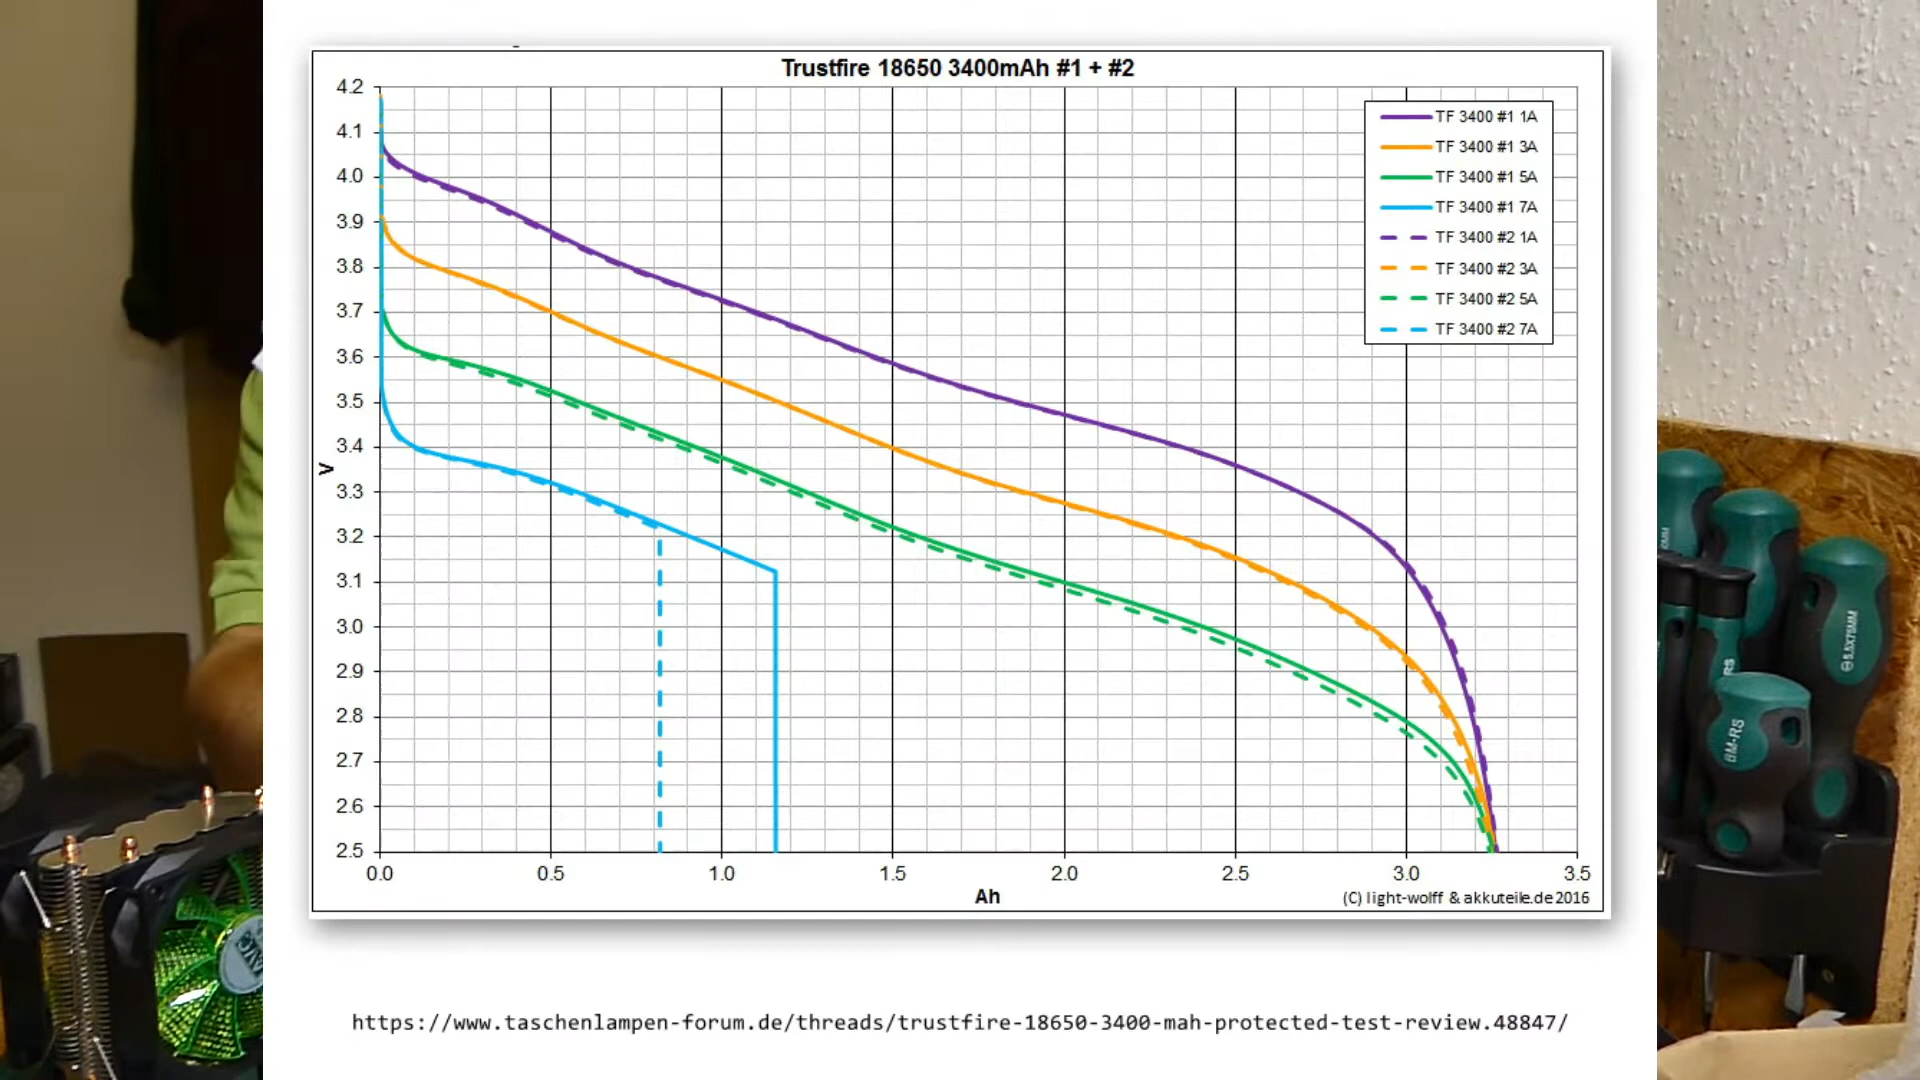 Trustfire 18650 3400mAh #1 + #2
4.2
4.1
4.0
3.9
3.8
3.7
3.6
3.5
3.4
3.3
3.2
3.1
3.0
2.9
2.8
2.7
2.6
2.5
V
0.0 0.5 1.0 1.5 2.0 2.5 3.0 3.5
Ah
TF 3400 #1 1A
TF 3400 #1 3A
TF 3400 #1 5A
TF 3400 #1 7A
TF 3400 #2 1A
TF 3400 #2 3A
TF 3400 #2 5A
TF 3400 #2 7A
(C) light-wolff & akkuteile.de2016
https://www.taschenlampen-forum.de/threads/trustfire-18650-3400-mah-protected-test-review.48847/
BM-RS